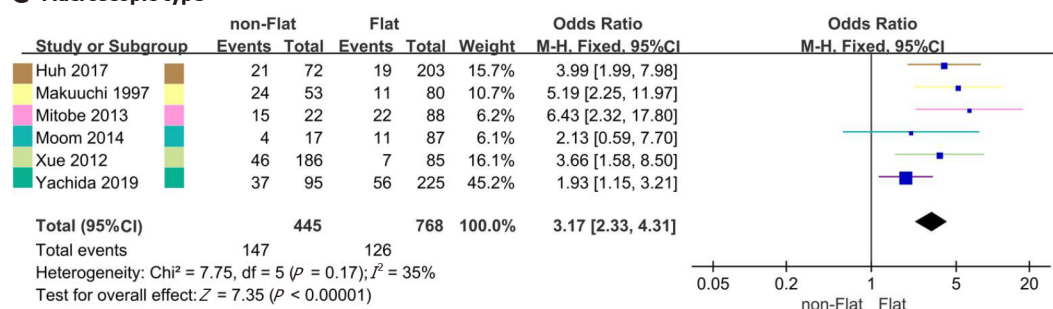 non-Flat Flat Odds Ratio Odds Ratio
Study or Subgroup Events Total Events Total Weight M-H. Fixed. 95%CI M-H. Fixed. 95%CI
Huh 2017 21 72 19 203 15.7% 3.99 [1.99, 7.98]
Makuuchi 1997 24 53 11 80 10.7% 5.19 [2.25, 11.97]
Mitobe 2013 15 22 22 88 6.2% 6.43 [2.32, 17.80]
Moom 2014 4 17 11 87 6.1% 2.13 [0.59, 7.70]
Xue 2012 46 186 7 85 16.1% 3.66 [1.58, 8.50]
Yachida 2019 37 95 56 225 45.2% 1.93 [1.15, 3.21]
Total (95%CI) 445 768 100.0% 3.17 [2.33, 4.31]
Total events 147 126
Heterogeneity: Chi² = 7.75, df = 5 (P = 0.17); I² = 35%
Test for overall effect: Z = 7.35 (P < 0.00001)
0.05 0.2 1 5 20
non-Flat Flat